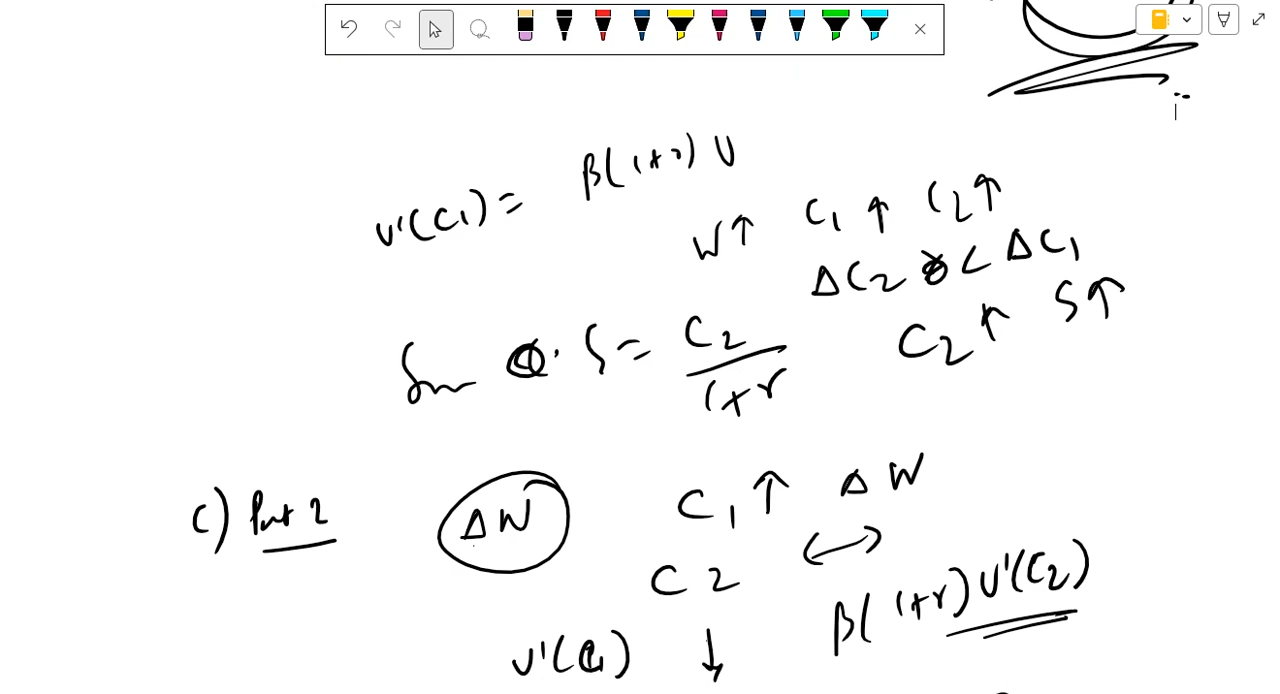 U'(C1) = β(1+r) U
W↑ C1↑ C2↑
ΔC2 < ΔC1
C2↑ S↑
S = C2 / 1+r
C) Part 2 ΔW C1↑ ΔW
C2 ↔
β(1+r)U'(C2)
U'(C1) ↓